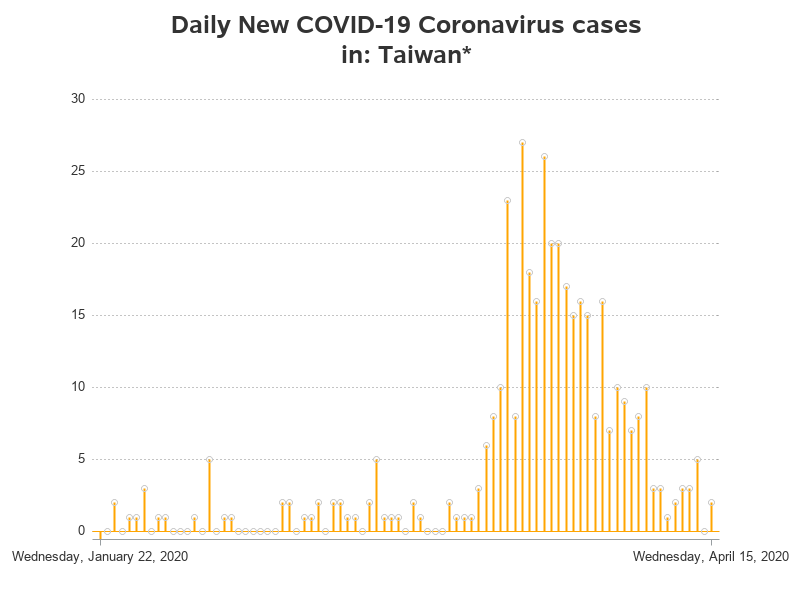 Daily New COVID-19 Coronavirus cases
in: Taiwan*
30
25
20
15
10
5
0
Wednesday, January 22, 2020
Wednesday, April 15, 2020